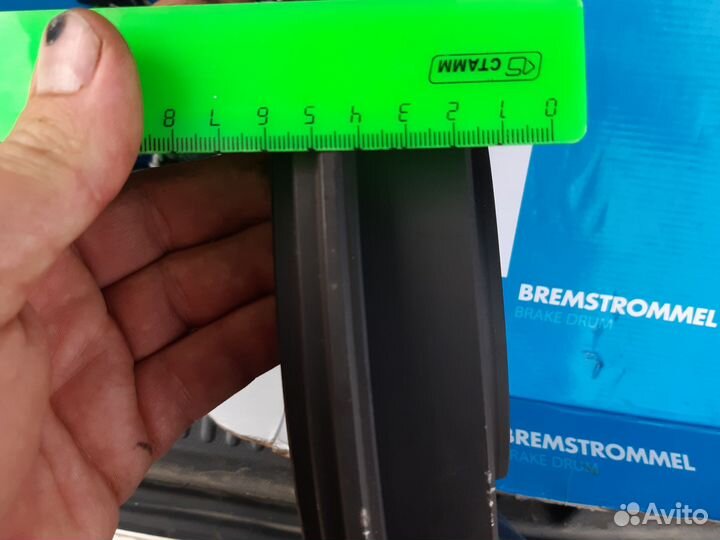 СТАММ
8 7 6 5 4 3 2 1 0
BREMSTROMMEL
BRAKE DRUM
BREMSTROMMEL
BRAKE DRUM
Avito